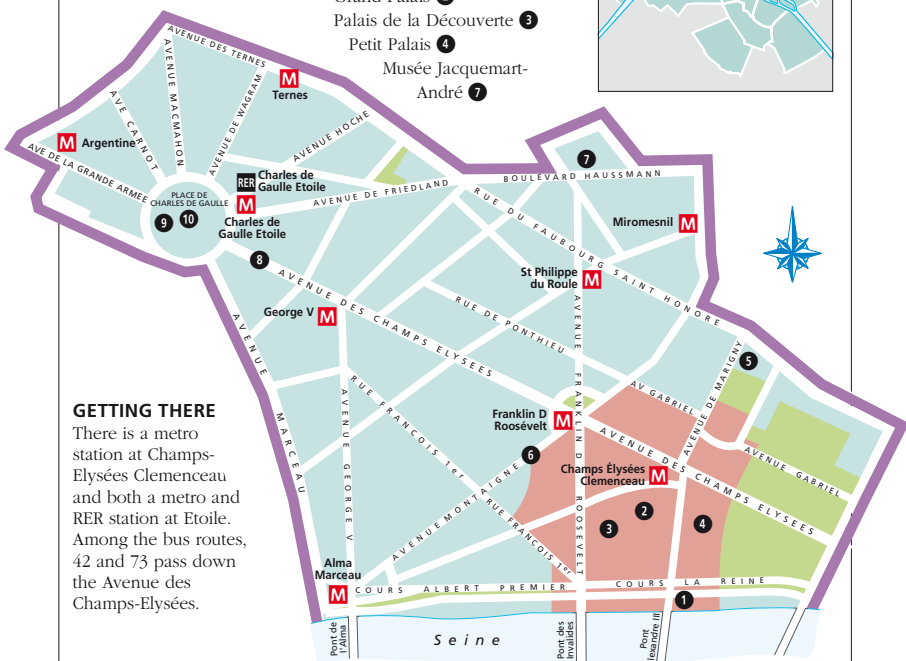 Palais de la Découverte 3
Petit Palais 4
Musée Jacquemart-
André 7
AVENUE DES TERNES
M
Ternes
AVENUE MACMAHON
AVE CARNOT
AVENUE DE WAGRAM
AVENUE HOCHE
M Argentine
AVE DE LA GRANDE ARMEE
RER Charles de
Gaulle Etoile
PLACE DE
CHARLES DE GAULLE
9 10
M
Charles de
Gaulle Etoile
AVENUE DE FRIEDLAND
BOULEVARD HAUSSMANN
7
RUE DU FAUBOURG SAINT HONORE
Miromesnil M
8
AVENUE DES CHAMPS ELYSEES
St Philippe
du Roule M
George V M
RUE DE PONTHIEU
AVENUE FRANKLIN D ROOSEVELT
AVENUE MARCEAU
AVENUE GEORGE V
RUE FRANCOIS 1er
AV GABRIEL
AVENUE DE MARIGNY
5
GETTING THERE
There is a metro
station at Champs-
Elysées Clemenceau
and both a metro and
RER station at Etoile.
Among the bus routes,
42 and 73 pass down
the Avenue des
Champs-Elysées.
Franklin D
Roosévelt M
AVENUE DES CHAMPS ELYSEES
AVENUE GABRIEL
6
AVENUE MONTAIGNE
Champs Élysées
Clemenceau M
2
3
4
RUE FRANCOIS 1er
Alma
Marceau
M
COURS ALBERT PREMIER
COURS LA REINE
1
Seine
Pont de
l'Alma
Pont des
Invalides
Pont